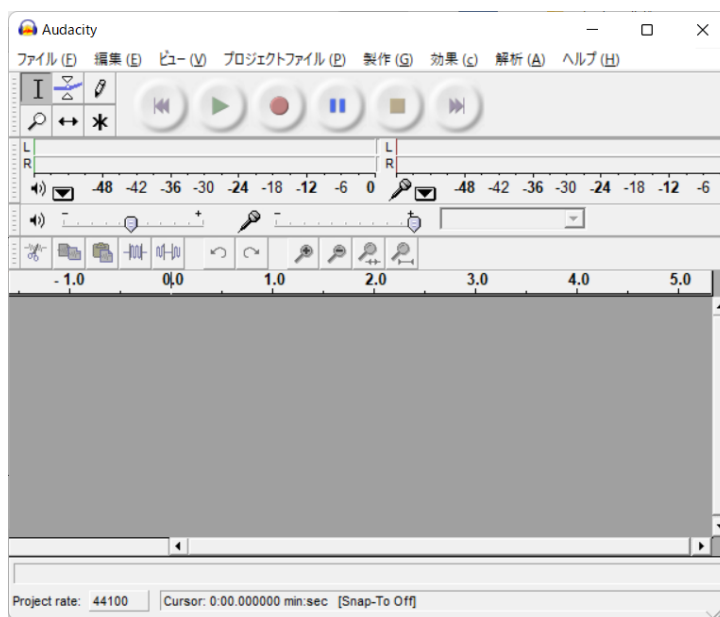 Audacity
ファイル (F) 編集 (E) ビュー (V) プロジェクトファイル (P) 製作 (G) 効果 (c) 解析 (A) ヘルプ (H)
L L
R R
-48 -42 -36 -30 -24 -18 -12 -6 0 -48 -42 -36 -30 -24 -18 -12 -6
- + - +
- 1.0 0.0 1.0 2.0 3.0 4.0 5.0
Project rate: 44100 Cursor: 0:00.000000 min:sec [Snap-To Off]